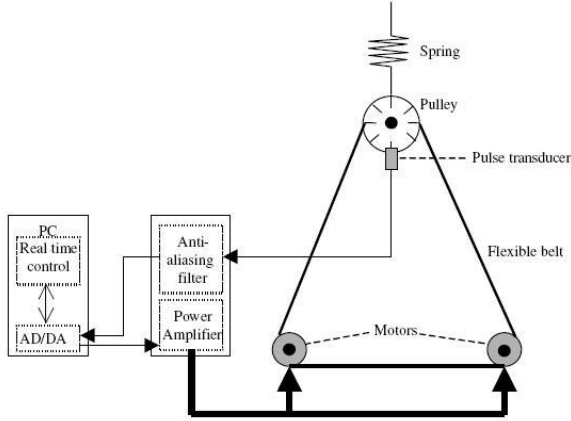 Spring
Pulley
Pulse transducer
PC
Real time
control
Anti-
aliasing
filter
Flexible belt
Power
Amplifier
AD/DA
Motors